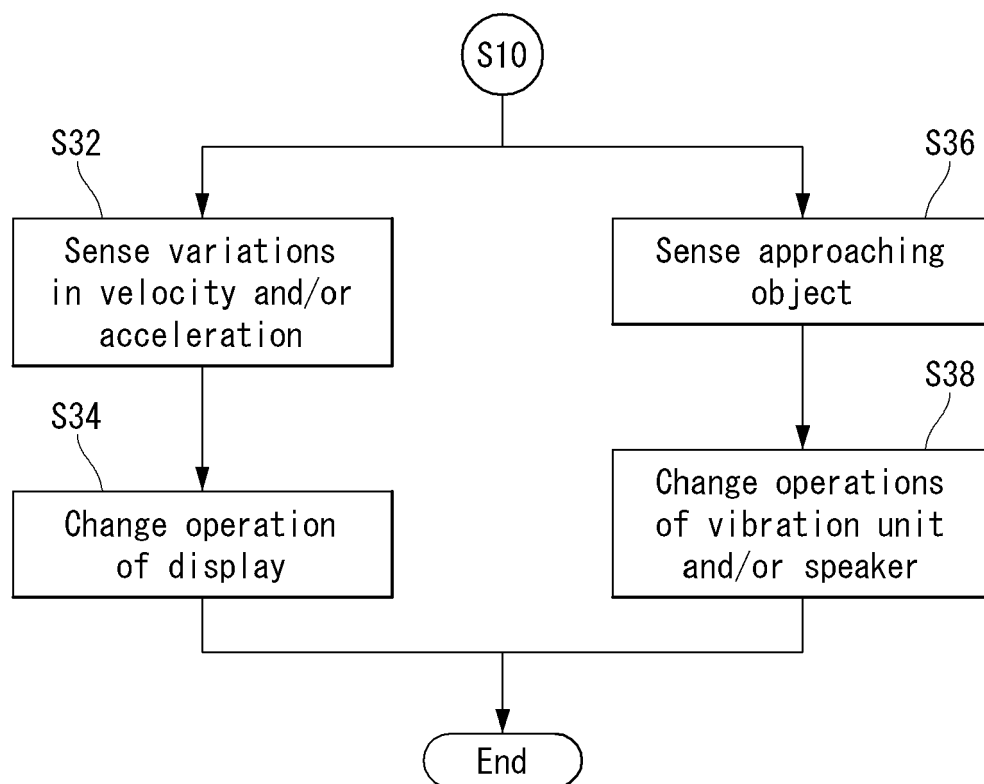 S10
S32
Sense variations
in velocity and/or
acceleration
S36
Sense approaching
object
S34
Change operation
of display
S38
Change operations
of vibration unit
and/or speaker
End